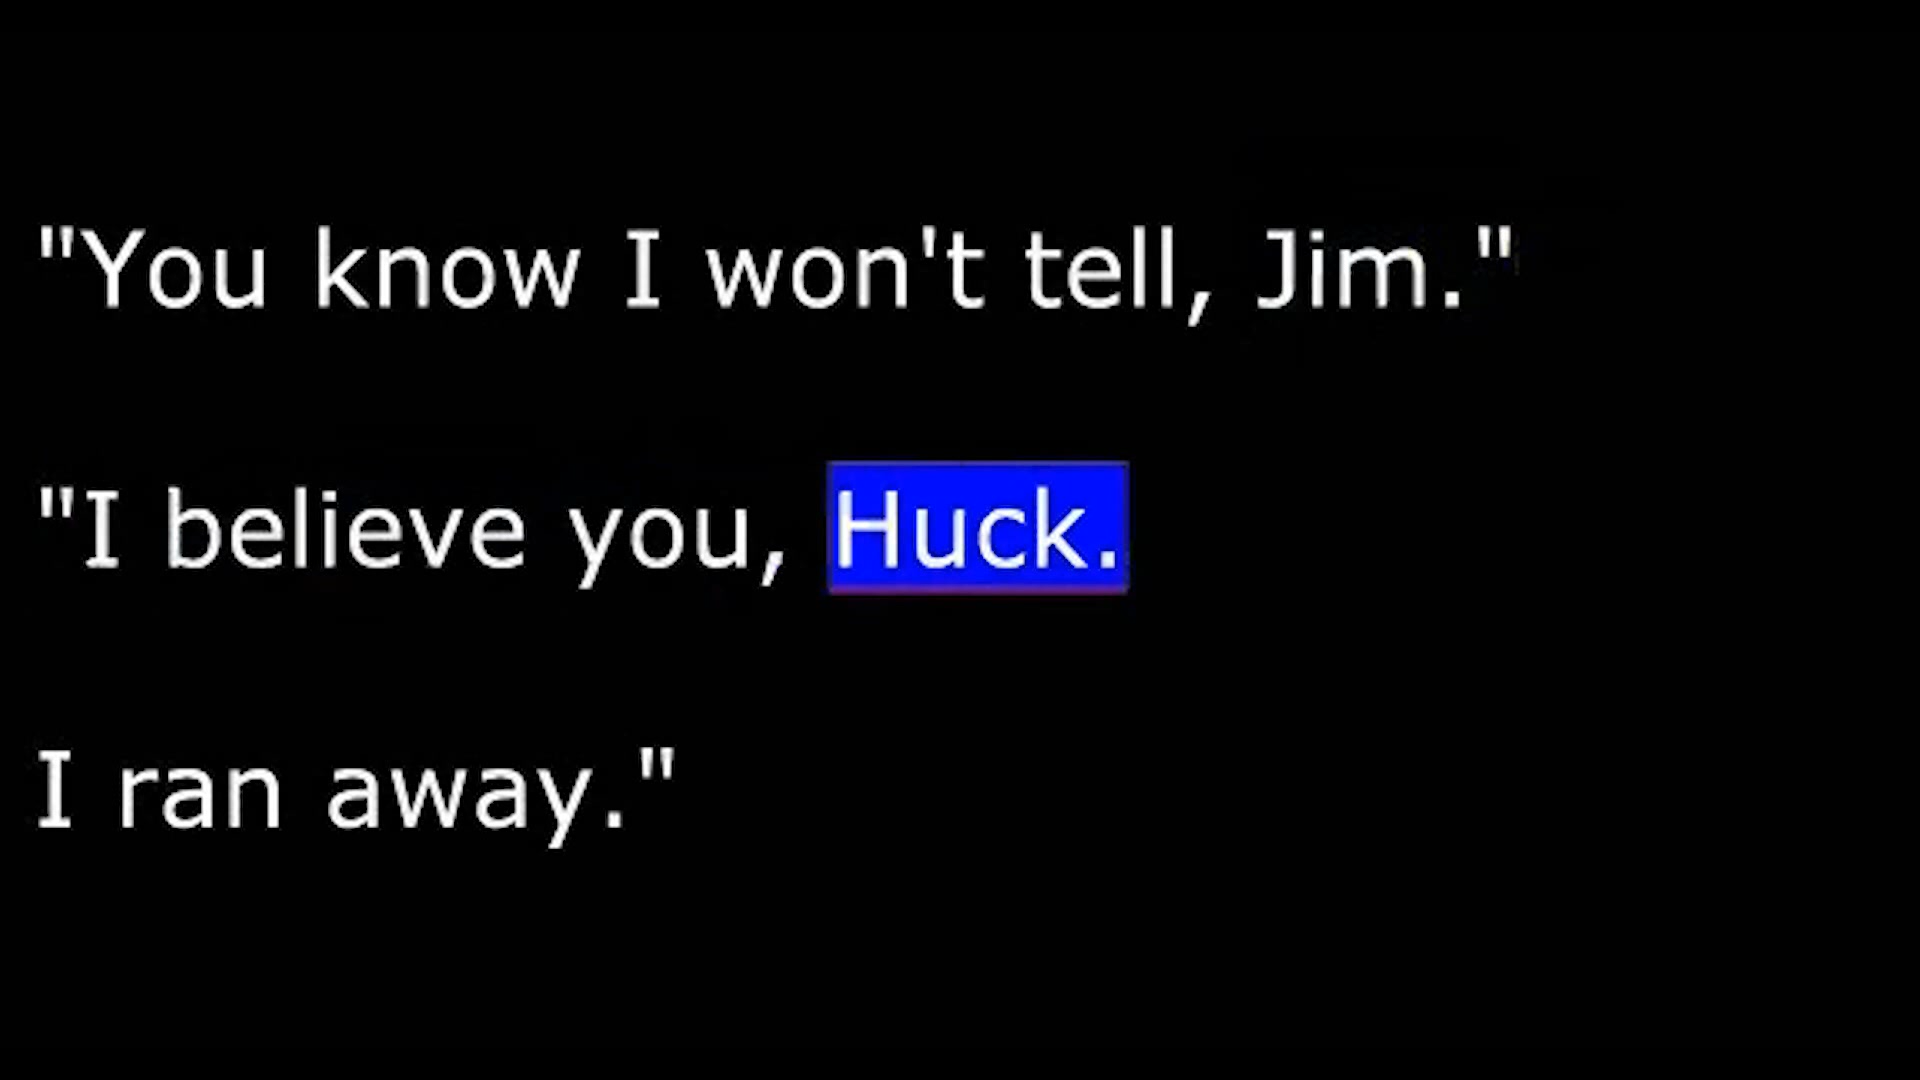 "You know I won't tell, Jim."
"I believe you, Huck.
I ran away."